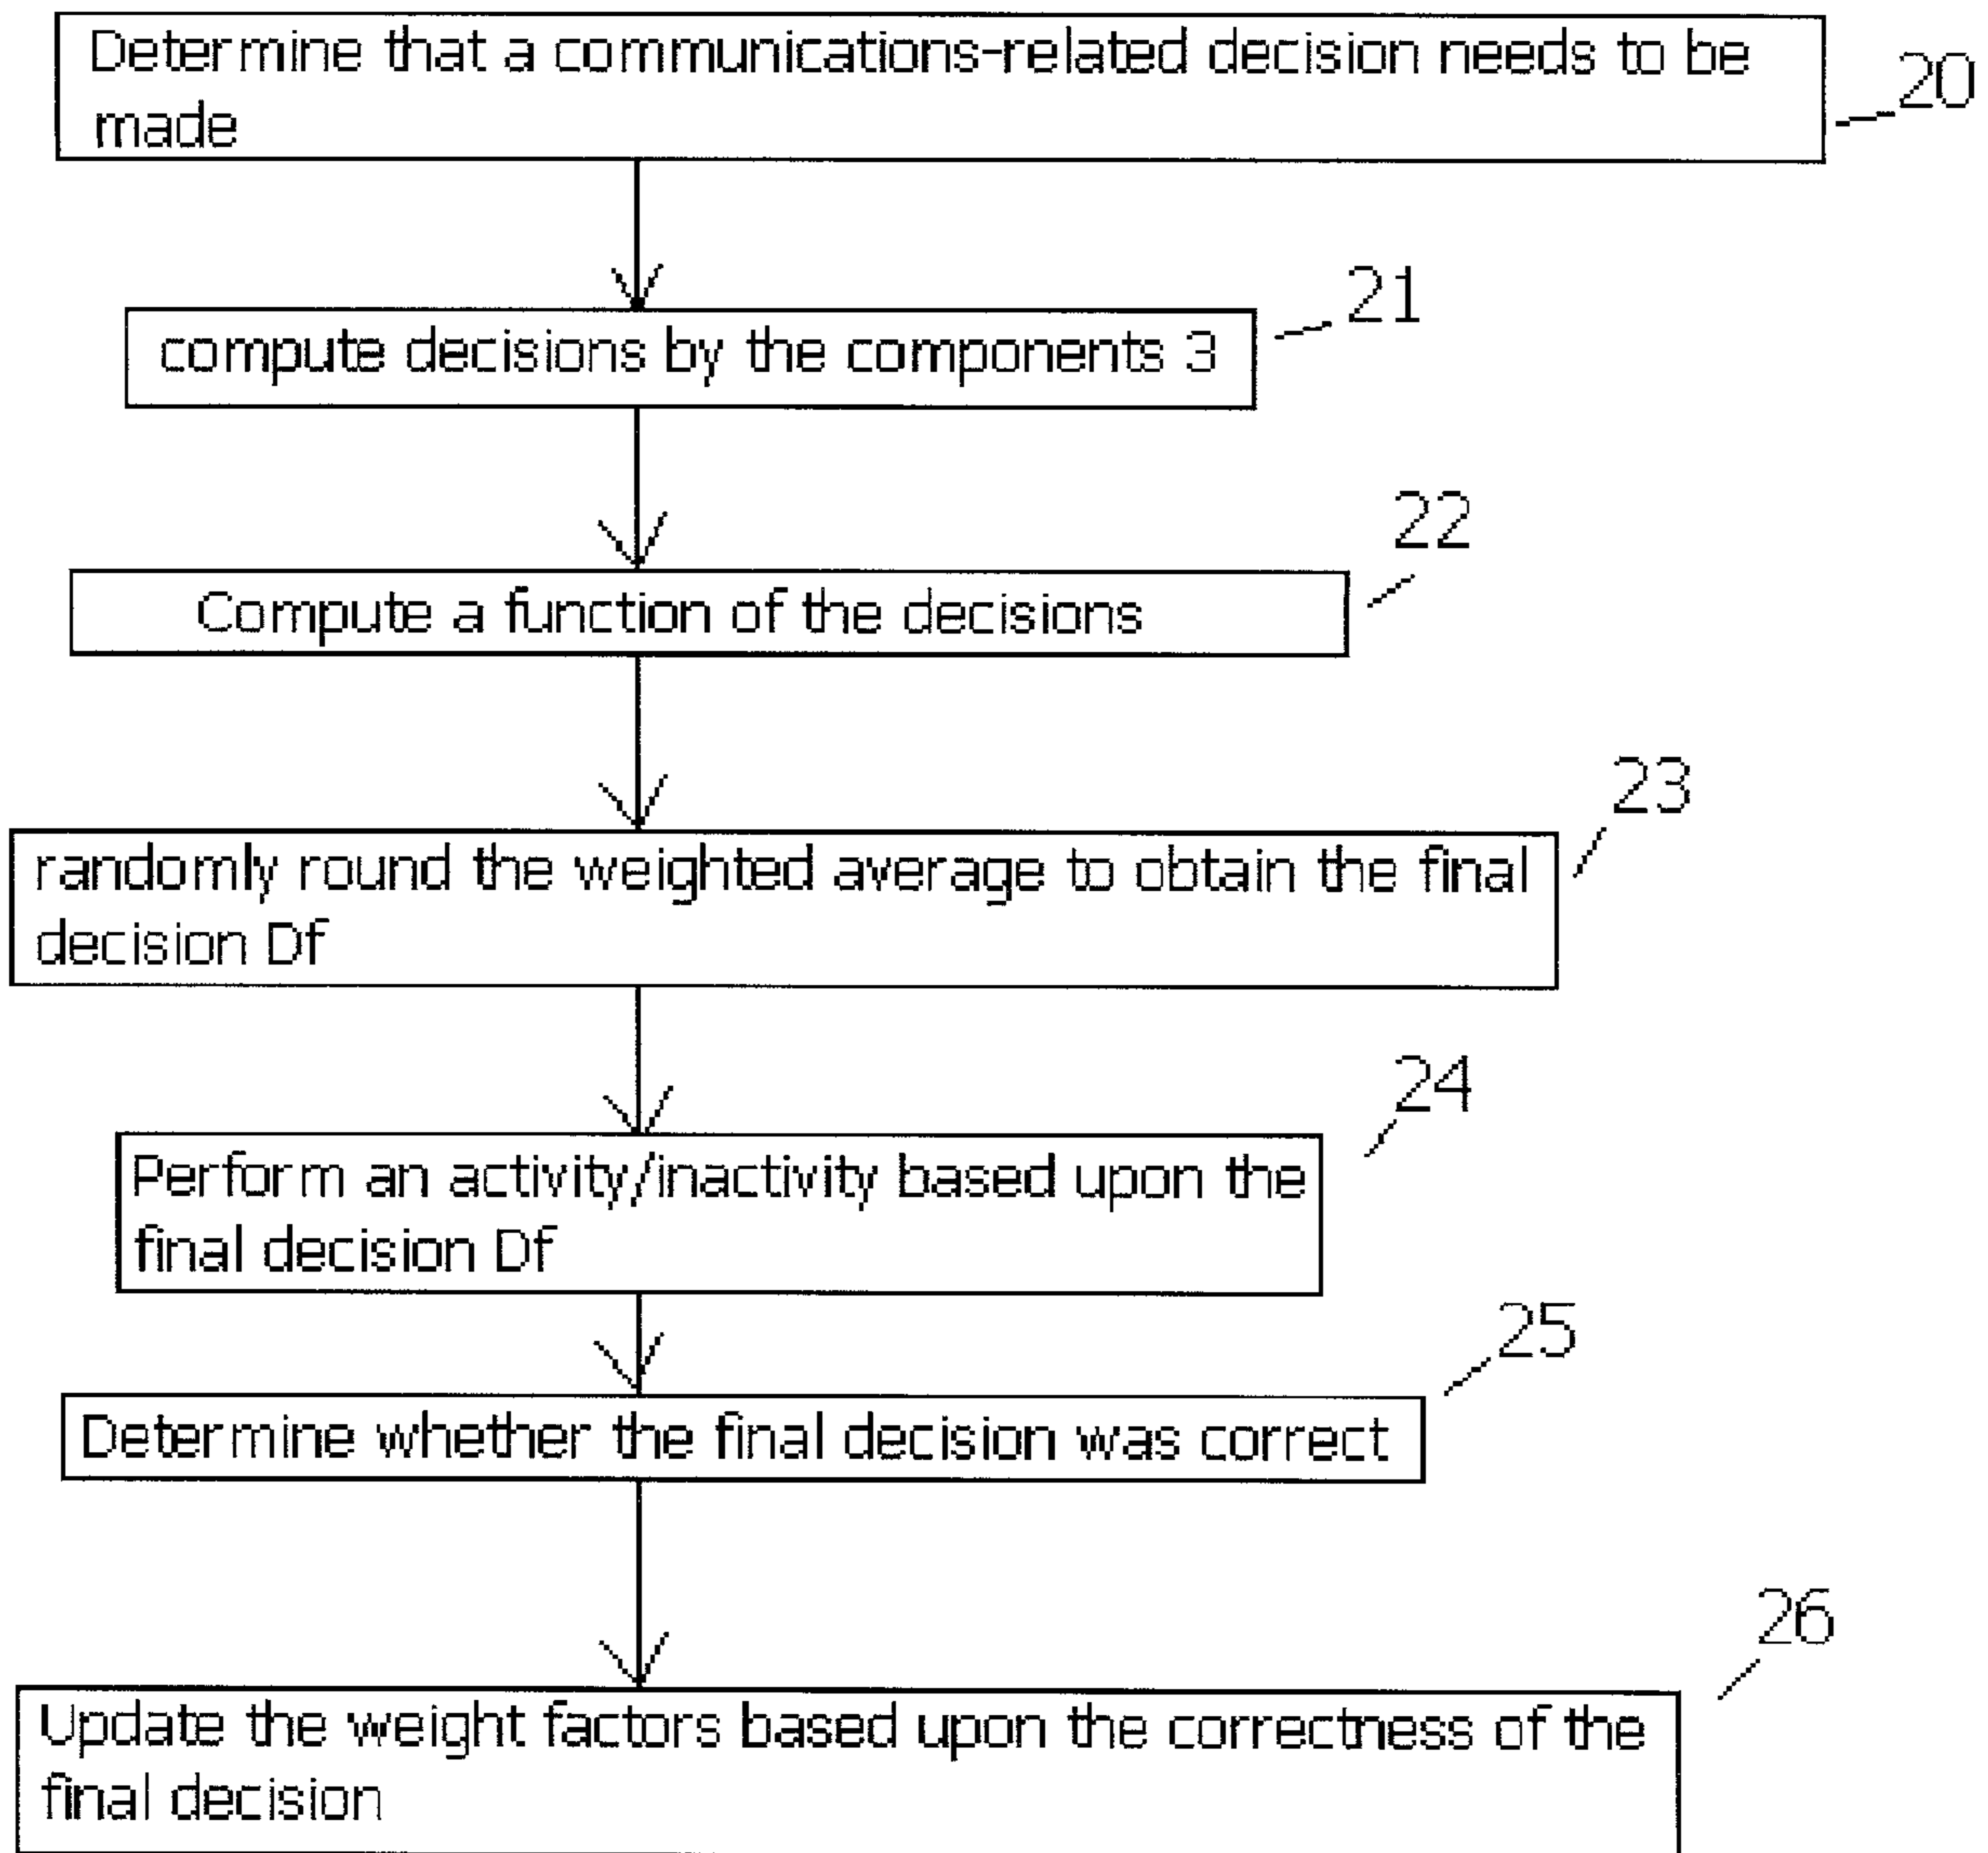 Determine that a communications-related decision needs to be
made
20
21
compute decisions by the components 3
22
Compute a function of the decisions
23
randomly round the weighted average to obtain the final
decision Df
24
Perform an activity/inactivity based upon the
final decision Df
25
Determine whether the final decision was correct
26
Update the weight factors based upon the correctness of the
final decision